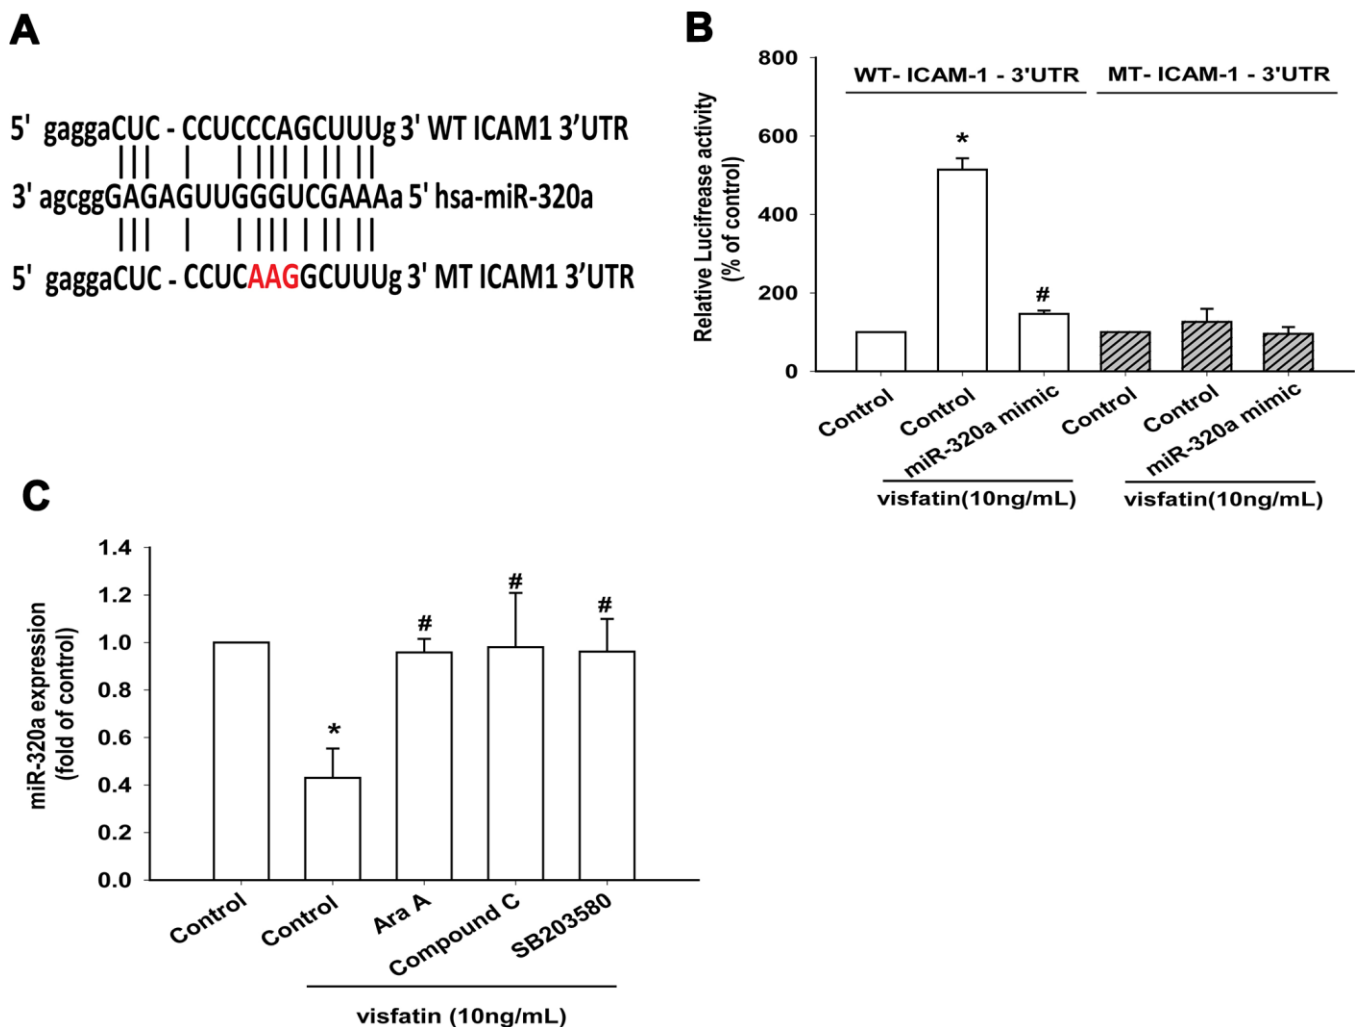 A
5' gaggaCUC - CCUCCCAGCUUUg 3' WT ICAM1 3'UTR
3' agcggGAGAGUUGGGUCGAAAa 5' hsa-miR-320a
5' gaggaCUC - CCUCAAGGCUUUg 3' MT ICAM1 3'UTR
B
Relative Lucifrease activity
(% of control)
800
600
400
200
0
WT- ICAM-1 - 3'UTR
MT- ICAM-1 - 3'UTR
*
#
Control
Control
miR-320a mimic
Control
Control
miR-320a mimic
visfatin(10ng/mL)
visfatin(10ng/mL)
C
miR-320a expression
(fold of control)
1.4
1.2
1.0
0.8
0.6
0.4
0.2
0.0
*
#
#
#
Control
Control
Ara A
Compound C
SB203580
visfatin (10ng/mL)